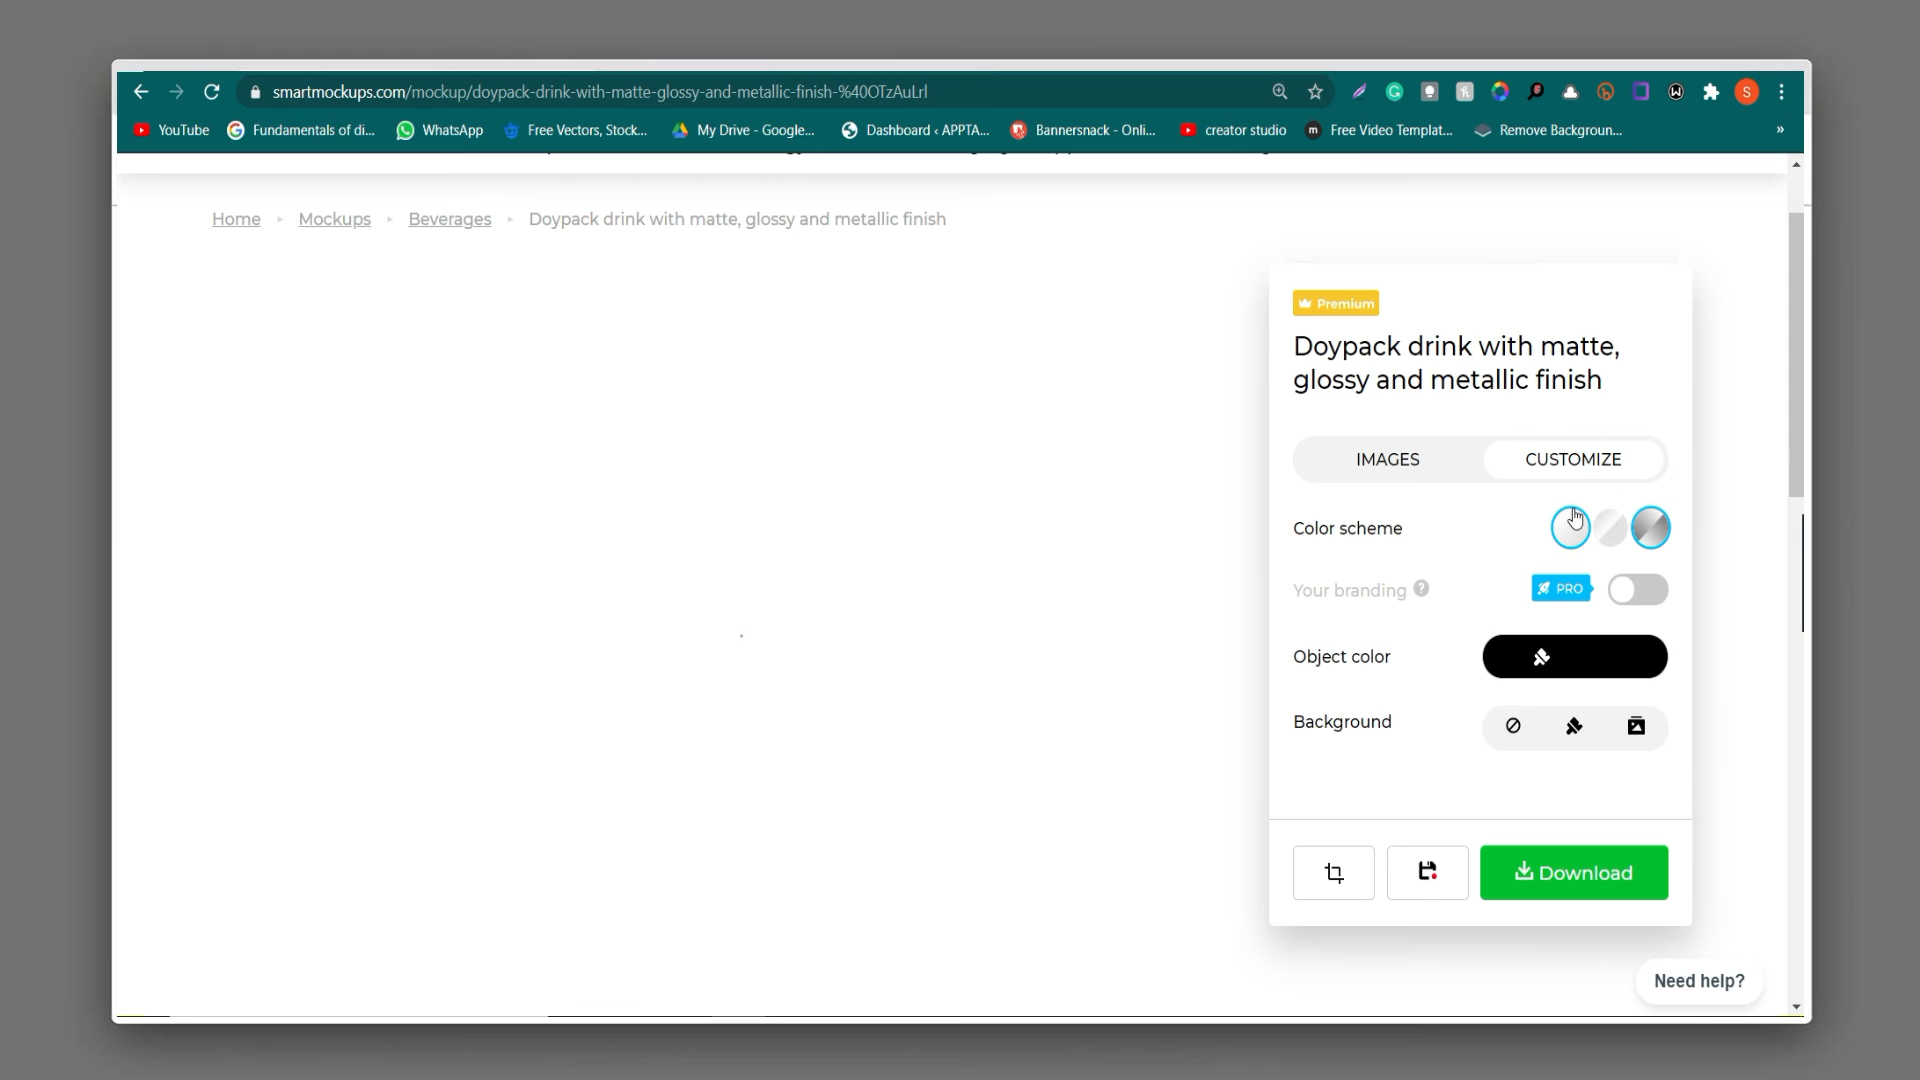 smartmockups.com/mockup/doypack-drink-with-matte-glossy-and-metallic-finish-%40OTzAuLrl
S
YouTube
Fundamentals of di...
WhatsApp
Free Vectors, Stock...
My Drive - Google...
Dashboard ‹ APPTA...
Bannersnack - Onli...
creator studio
Free Video Templat...
Remove Backgroun...
»
Home
Mockups
Beverages
Doypack drink with matte, glossy and metallic finish
Premium
Doypack drink with matte,
glossy and metallic finish
IMAGES
CUSTOMIZE
Color scheme
Your branding ?
PRO
Object color
Background
Download
Need help?